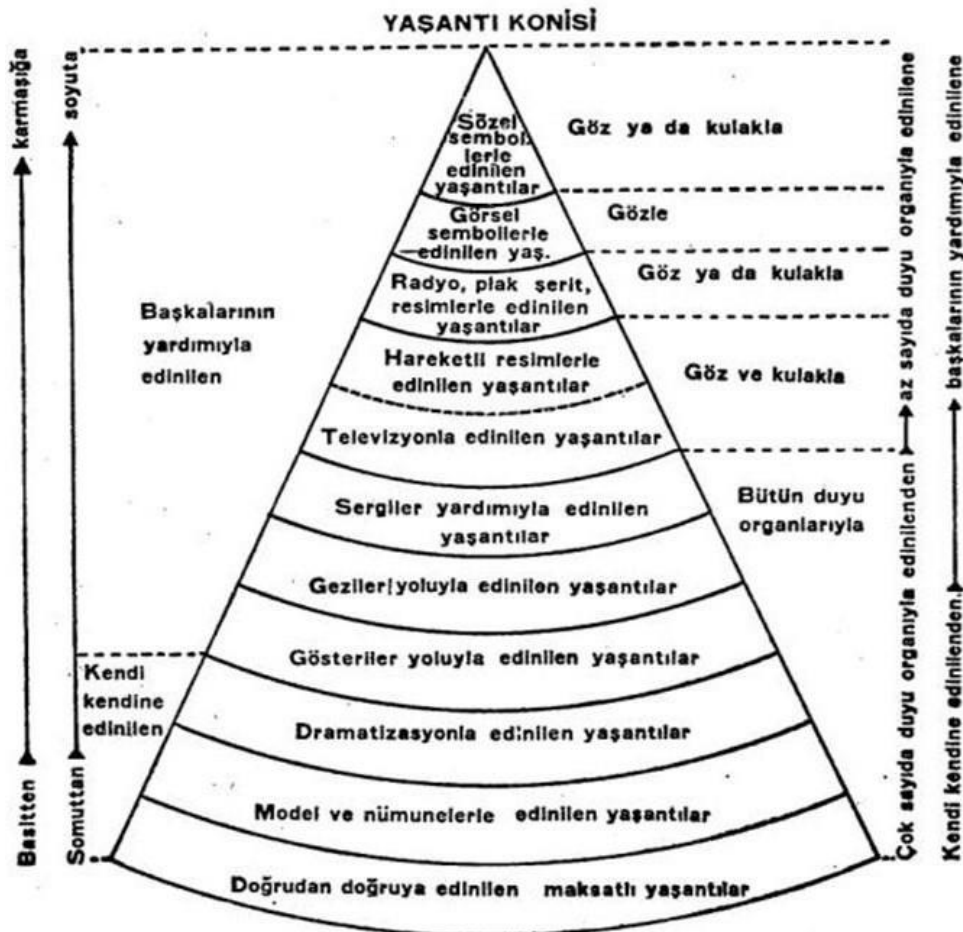 YAŞANTI KONİSİ
Sözel
sembol.
lerle
edinilen
yaşantılar
Göz ya da kulakla
Görsel
sembollerle
edinilen yaş.
Gözle
Radyo, plak şerit,
resimlerle edinilen
yaşantılar
Göz ya da kulakla
Hareketli resimlerle
edinilen yaşantılar
Göz ve kulakla
Televizyonla edinilen yaşantılar
Sergiler yardımıyla edinilen
yaşantılar
Bütün duyu
organlarıyla
Geziler yoluyla edinilen yaşantılar
Gösteriler yoluyla edinilen yaşantılar
Dramatizasyonla edinilen yaşantılar
Model ve nümunelerle edinilen yaşantılar
Doğrudan doğruya edinilen maksatlı yaşantılar
Başkalarının
yardımıyla
edinilen
Kendi
kendine
edinilen
Basitten karmaşığa
Somuttan soyuta
Çok sayıda duyu organıyla edinilenden az sayıda duyu organıyla edinilene
Kendi kendine edinilenden. başkalarının yardımıyla edinilene